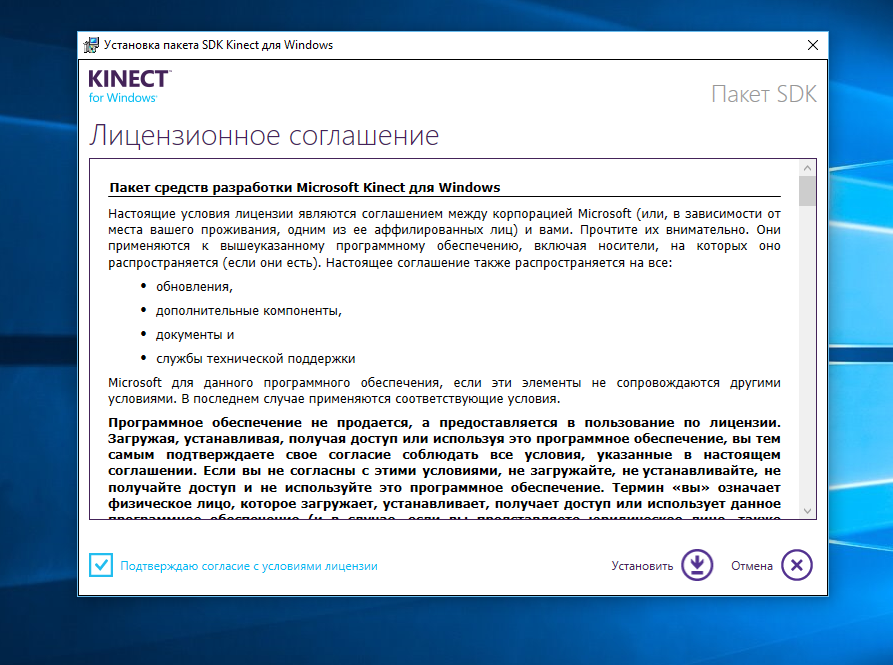 Установка пакета SDK Kinect для Windows
KINECT™
for Windows®
Пакет SDK
Лицензионное соглашение
Пакет средств разработки Microsoft Kinect для Windows
Настоящие условия лицензии являются соглашением между корпорацией Microsoft (или, в зависимости от
места вашего проживания, одним из ее аффилированных лиц) и вами. Прочтите их внимательно. Они
применяются к вышеуказанному программному обеспечению, включая носители, на которых оно
распространяется (если они есть). Настоящее соглашение также распространяется на все:
• обновления,
• дополнительные компоненты,
• документы и
• службы технической поддержки
Microsoft для данного программного обеспечения, если эти элементы не сопровождаются другими
условиями. В последнем случае применяются соответствующие условия.
Программное обеспечение не продается, а предоставляется в пользование по лицензии.
Загружая, устанавливая, получая доступ или используя это программное обеспечение, вы тем
самым подтверждаете свое согласие соблюдать все условия, указанные в настоящем
соглашении. Если вы не согласны с этими условиями, не загружайте, не устанавливайте, не
получайте доступ и не используйте это программное обеспечение. Термин «вы» означает
физическое лицо, которое загружает, устанавливает, получает доступ или использует данное
программное обеспечение (и в случае, если вы представляете юридическое лицо, также
Подтверждаю согласие с условиями лицензии
Установить
Отмена